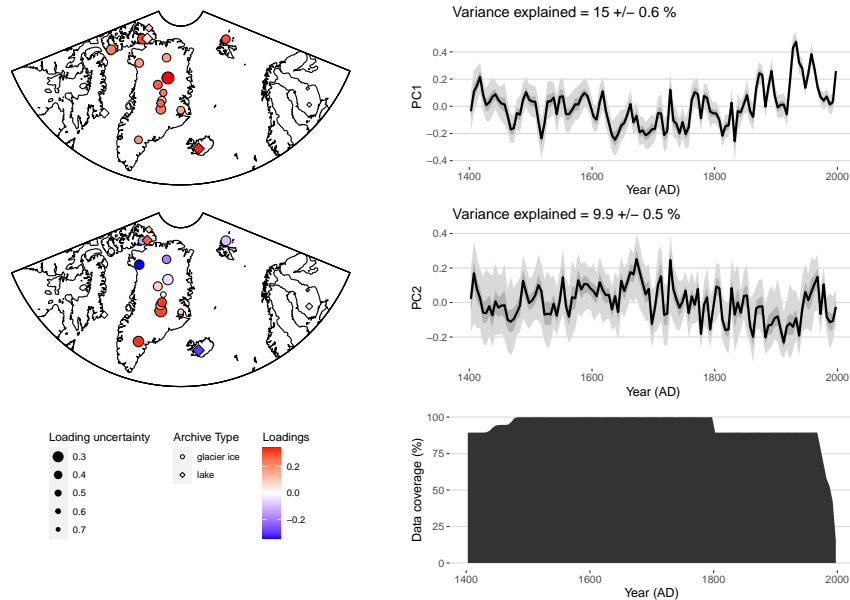 Variance explained = 15 +/− 0.6 %
PC1
0.4
0.2
0.0
−0.2
−0.4
1400 1600 1800 2000
Year (AD)
Variance explained = 9.9 +/− 0.5 %
PC2
0.4
0.2
0.0
−0.2
1400 1600 1800 2000
Year (AD)
Loading uncertainty
0.3
0.4
0.5
0.6
0.7
Archive Type
glacier ice
lake
Loadings
0.2
0.0
−0.2
Data coverage (%)
100
75
50
25
0
1400 1600 1800 2000
Year (AD)